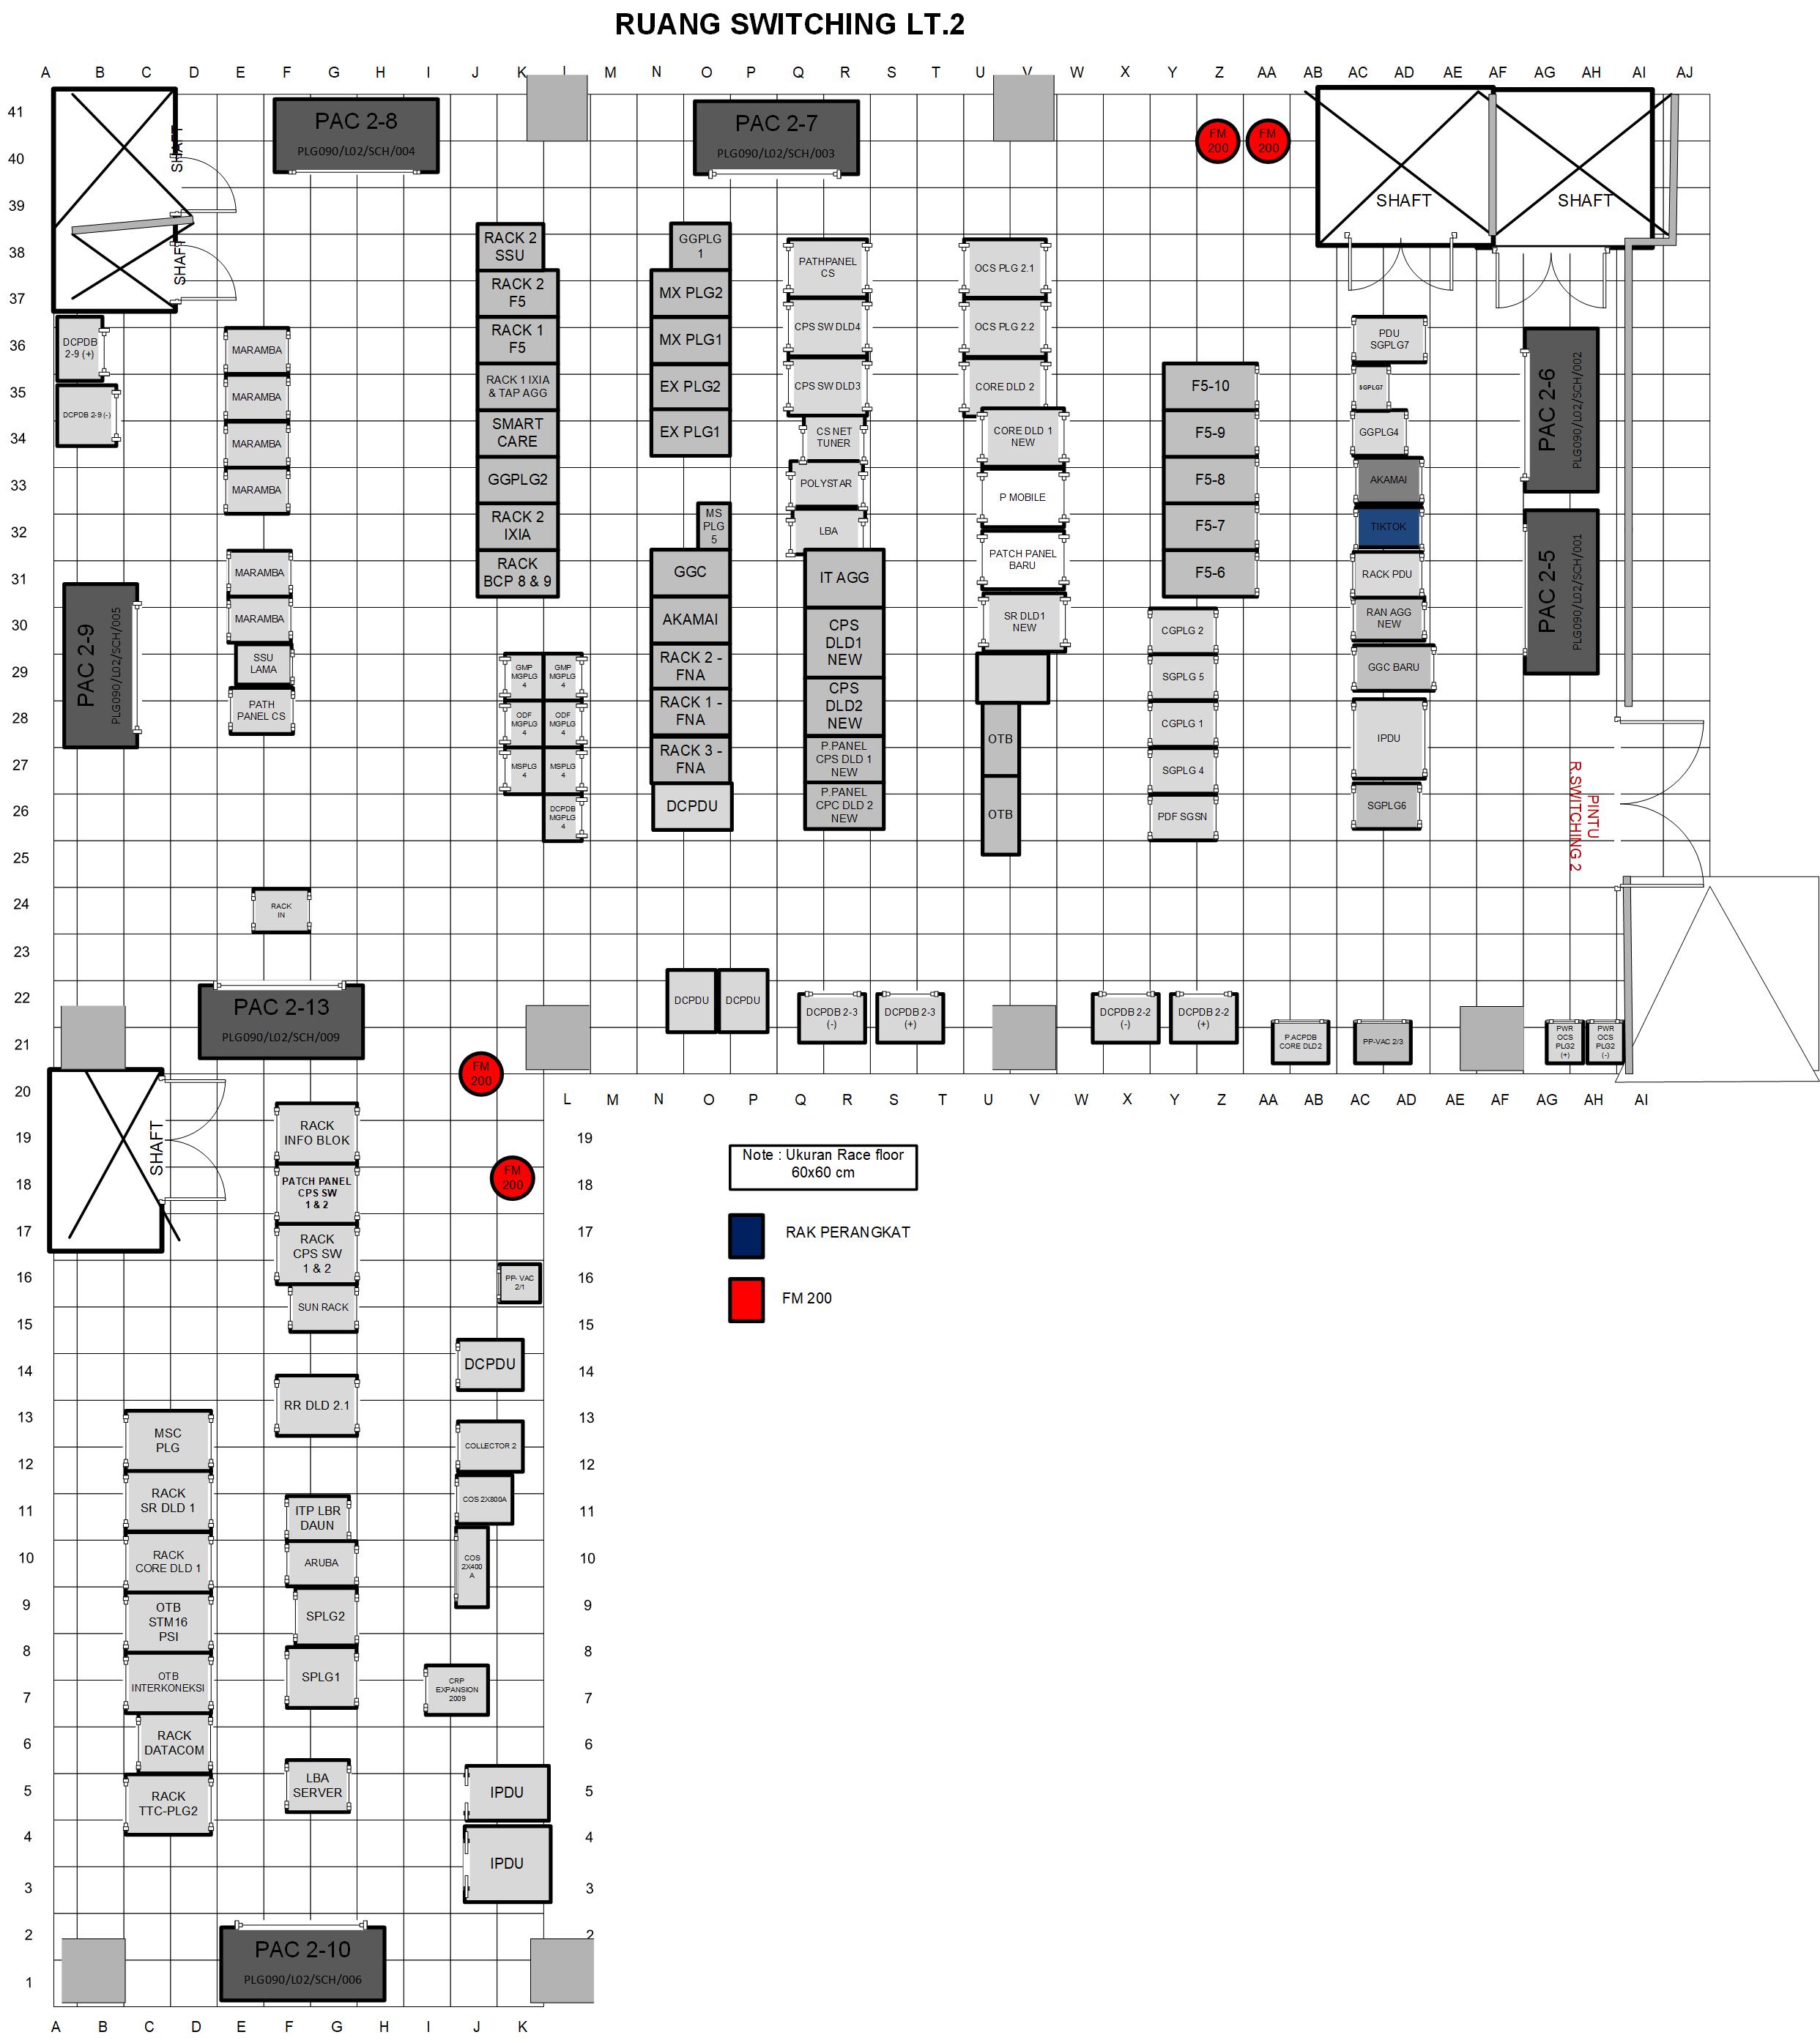 RUANG SWITCHING LT.2
A B C D E F G H I J K L M N O P Q R S T U V W X Y Z AA AB AC AD AE AF AG AH AI AJ
41
40
39
38
37
36
35
34
33
32
31
30
29
28
27
26
25
24
23
22
21
20
19
18
17
16
15
14
13
12
11
10
9
8
7
6
5
4
3
2
1
SHAFT
SHAFT
PAC 2-8
PLG090/L02/SCH/004
PAC 2-7
PLG090/L02/SCH/003
FM
200
FM
200
SHAFT
SHAFT
DCPDB
2-9 (+)
DCPDB 2-9 (-)
PAC 2-9
PLG090/L02/SCH/005
MARAMBA
MARAMBA
MARAMBA
MARAMBA
MARAMBA
MARAMBA
SSU
LAMA
PATH
PANEL CS
RACK
IN
RACK 2
SSU
RACK 2
F5
RACK 1
F5
RACK 1 IXIA
& TAP AGG
SMART
CARE
GGPLG2
RACK 2
IXIA
RACK
BCP 8 & 9
GMP
MGPLG
4
GMP
MGPLG
4
ODF
MGPLG
4
ODF
MGPLG
4
MSPLG
4
MSPLG
4
DCPDB
MGPLG
4
GGPLG
1
MX PLG2
MX PLG1
EX PLG2
EX PLG1
MS
PLG
5
GGC
AKAMAI
RACK 2 -
FNA
RACK 1 -
FNA
RACK 3 -
FNA
DCPDU
PATHPANEL
CS
CPS SW DLD4
CPS SW DLD3
CS NET
TUNER
POLYSTAR
LBA
IT AGG
CPS
DLD1
NEW
CPS
DLD2
NEW
P.PANEL
CPS DLD 1
NEW
P.PANEL
CPC DLD 2
NEW
OCS PLG 2.1
OCS PLG 2.2
CORE DLD 2
CORE DLD 1
NEW
P MOBILE
PATCH PANEL
BARU
SR DLD1
NEW
OTB
OTB
F5-10
F5-9
F5-8
F5-7
F5-6
CGPLG 2
SGPLG 5
CGPLG 1
SGPLG 4
PDF SGSN
PDU
SGPLG7
SGPLG7
GGPLG4
AKAMAI
TIKTOK
RACK PDU
RAN AGG
NEW
GGC BARU
IPDU
SGPLG6
PAC 2-6
PLG090/L02/SCH/002
PAC 2-5
PLG090/L02/SCH/001
PINTU
R.SWITCHING 2
PAC 2-13
PLG090/L02/SCH/009
DCPDU
DCPDU
DCPDB 2-3
(-)
DCPDB 2-3
(+)
DCPDB 2-2
(-)
DCPDB 2-2
(+)
P.ACPDB
CORE DLD2
PP-VAC 2/3
PWR
OCS
PLG2
(+)
PWR
OCS
PLG2
(-)
L M N O P Q R S T U V W X Y Z AA AB AC AD AE AF AG AH AI
FM
200
SHAFT
FM
200
RACK
INFO BLOK
PATCH PANEL
CPS SW
1 & 2
RACK
CPS SW
1 & 2
SUN RACK
RR DLD 2.1
PP- VAC
2/1
DCPDU
COLLECTOR 2
COS 2X800A
COS
2X400
A
MSC
PLG
RACK
SR DLD 1
RACK
CORE DLD 1
OTB
STM16
PSI
OTB
INTERKONEKSI
RACK
DATACOM
RACK
TTC-PLG2
ITP LBR
DAUN
ARUBA
SPLG2
SPLG1
LBA
SERVER
CRP
EXPANSION
2009
IPDU
IPDU
PAC 2-10
PLG090/L02/SCH/006
19
18
17
16
15
14
13
12
11
10
9
8
7
6
5
4
3
2
Note : Ukuran Race floor
60x60 cm
RAK PERANGKAT
FM 200
A B C D E F G H I J K